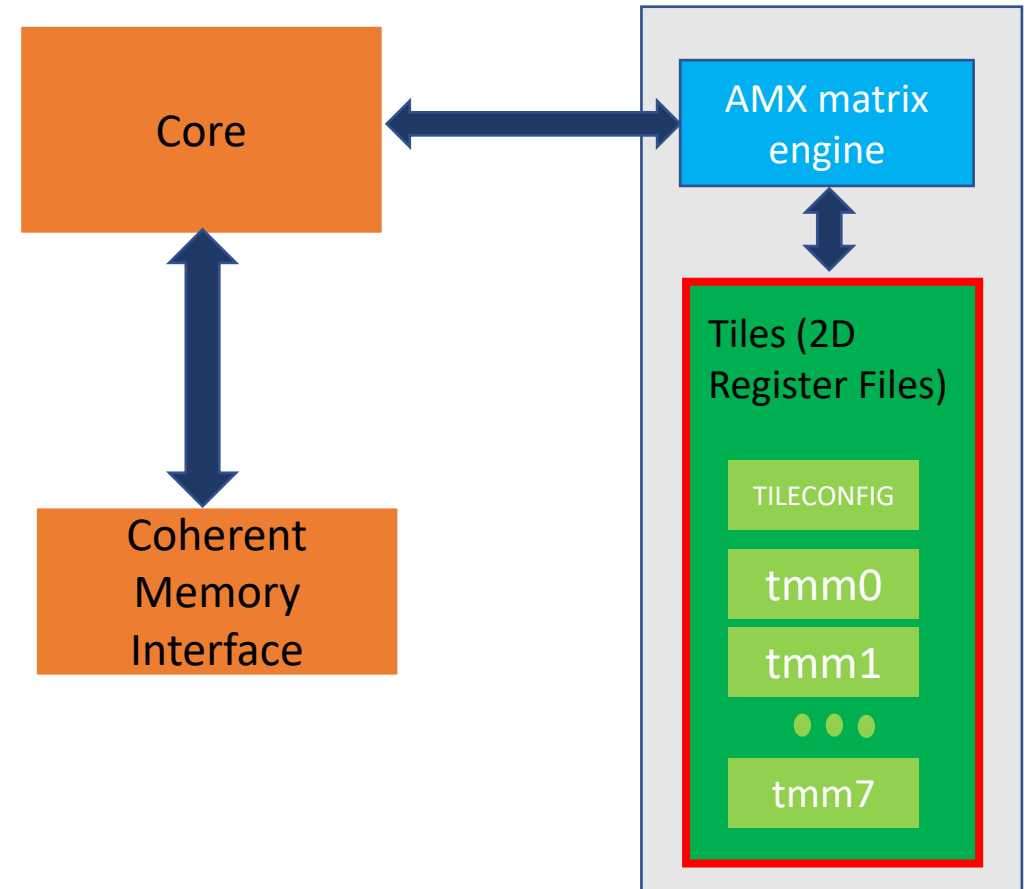 Core
AMX matrix
engine
Tiles (2D
Register Files)
TILECONFIG
tmm0
tmm1
tmm7
Coherent
Memory
Interface